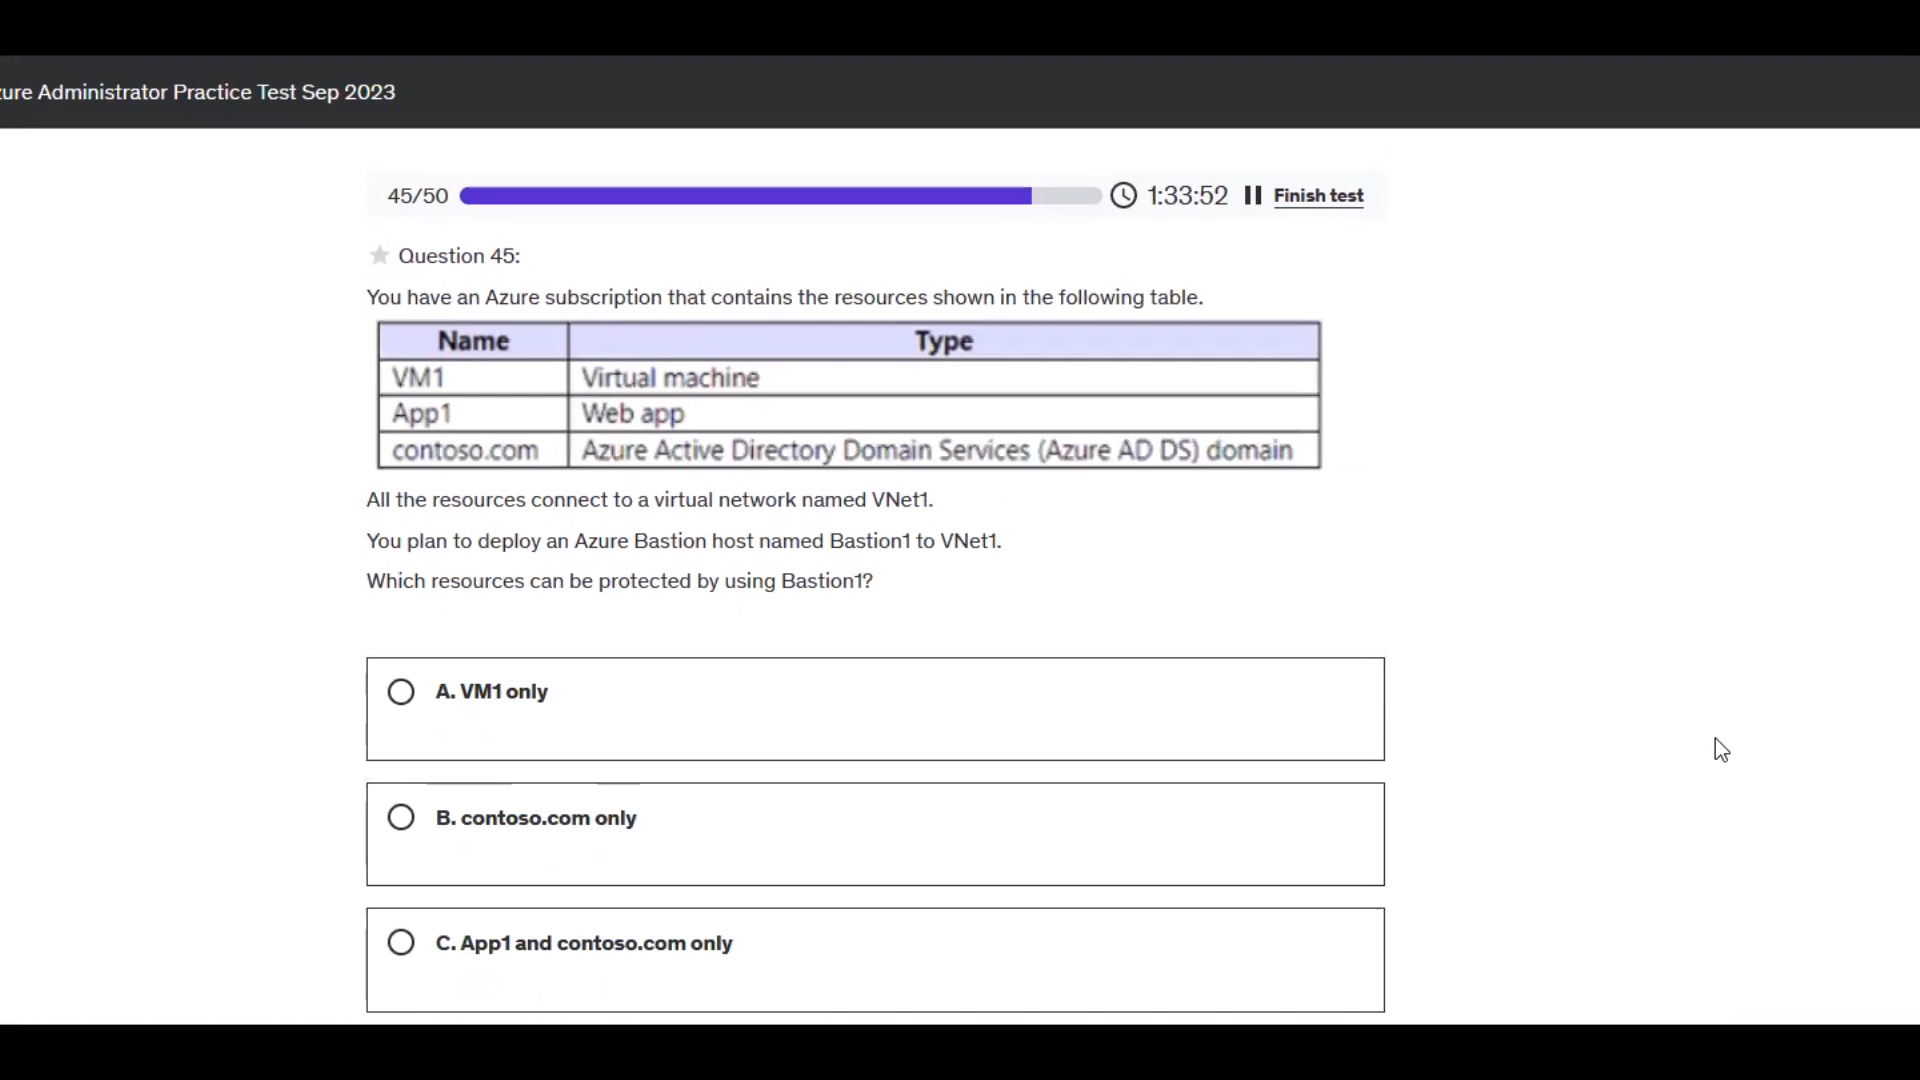 ure Administrator Practice Test Sep 2023
45/50 1:33:52 Finish test
Question 45:
You have an Azure subscription that contains the resources shown in the following table.
Name Type
VM1 Virtual machine
App1 Web app
contoso.com Azure Active Directory Domain Services (Azure AD DS) domain
All the resources connect to a virtual network named VNet1.
You plan to deploy an Azure Bastion host named Bastion1 to VNet1.
Which resources can be protected by using Bastion1?
A. VM1 only
B. contoso.com only
C. App1 and contoso.com only